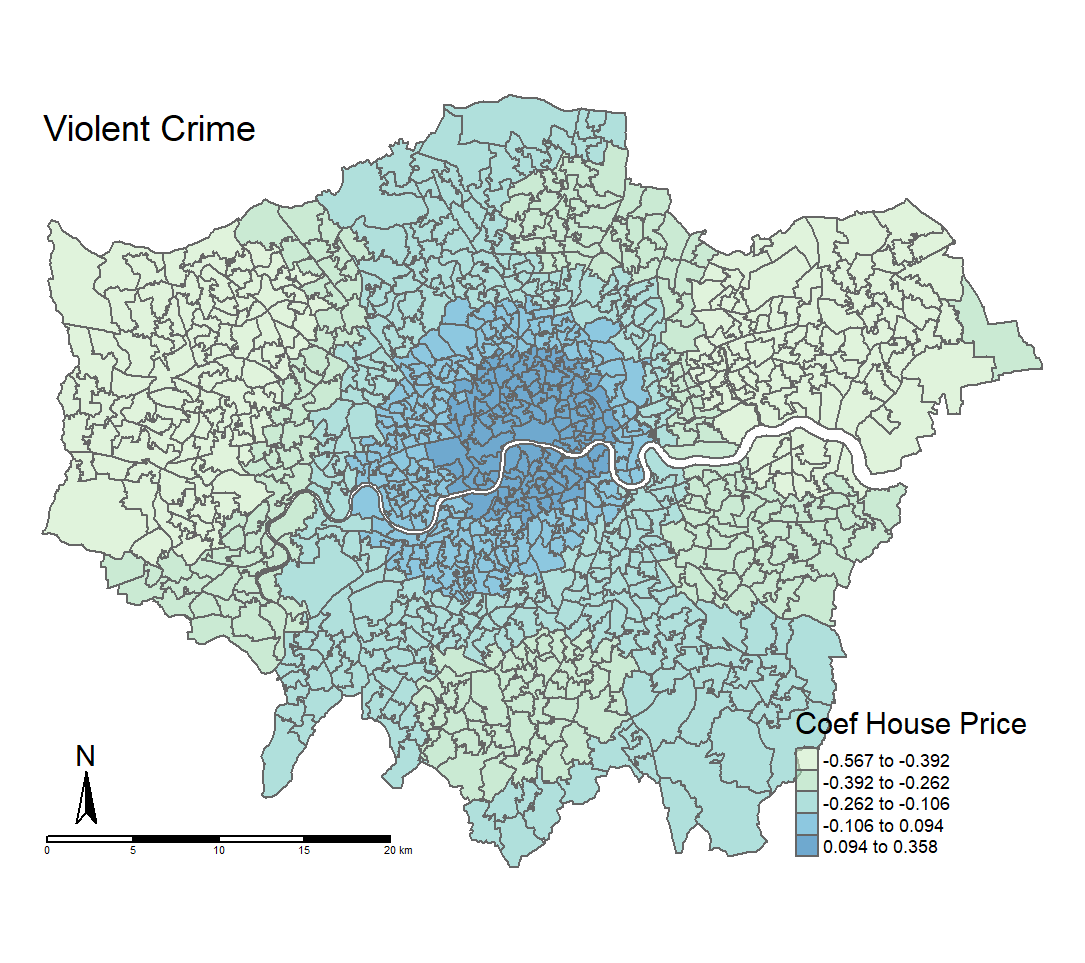 Violent Crime
Coef House Price
-0.567 to -0.392
-0.392 to -0.262
-0.262 to -0.106
-0.106 to 0.094
0.094 to 0.358
N
0 5 10 15 20 km